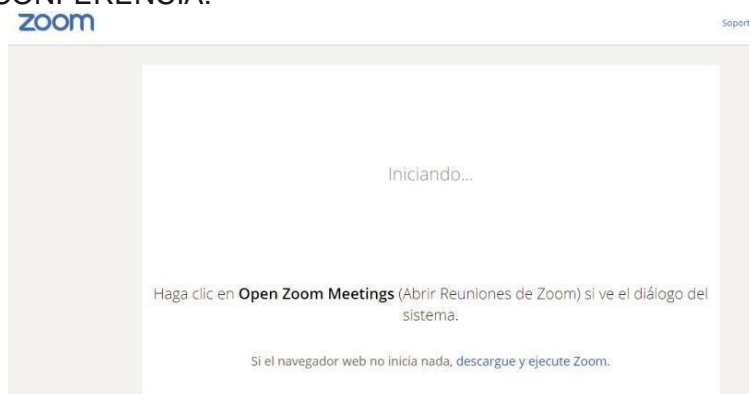 CONFERENCIA.
zoom
Soport
Iniciando...
Haga clic en Open Zoom Meetings (Abrir Reuniones de Zoom) si ve el diálogo del
sistema.
Si el navegador web no inicia nada, descargue y ejecute Zoom.